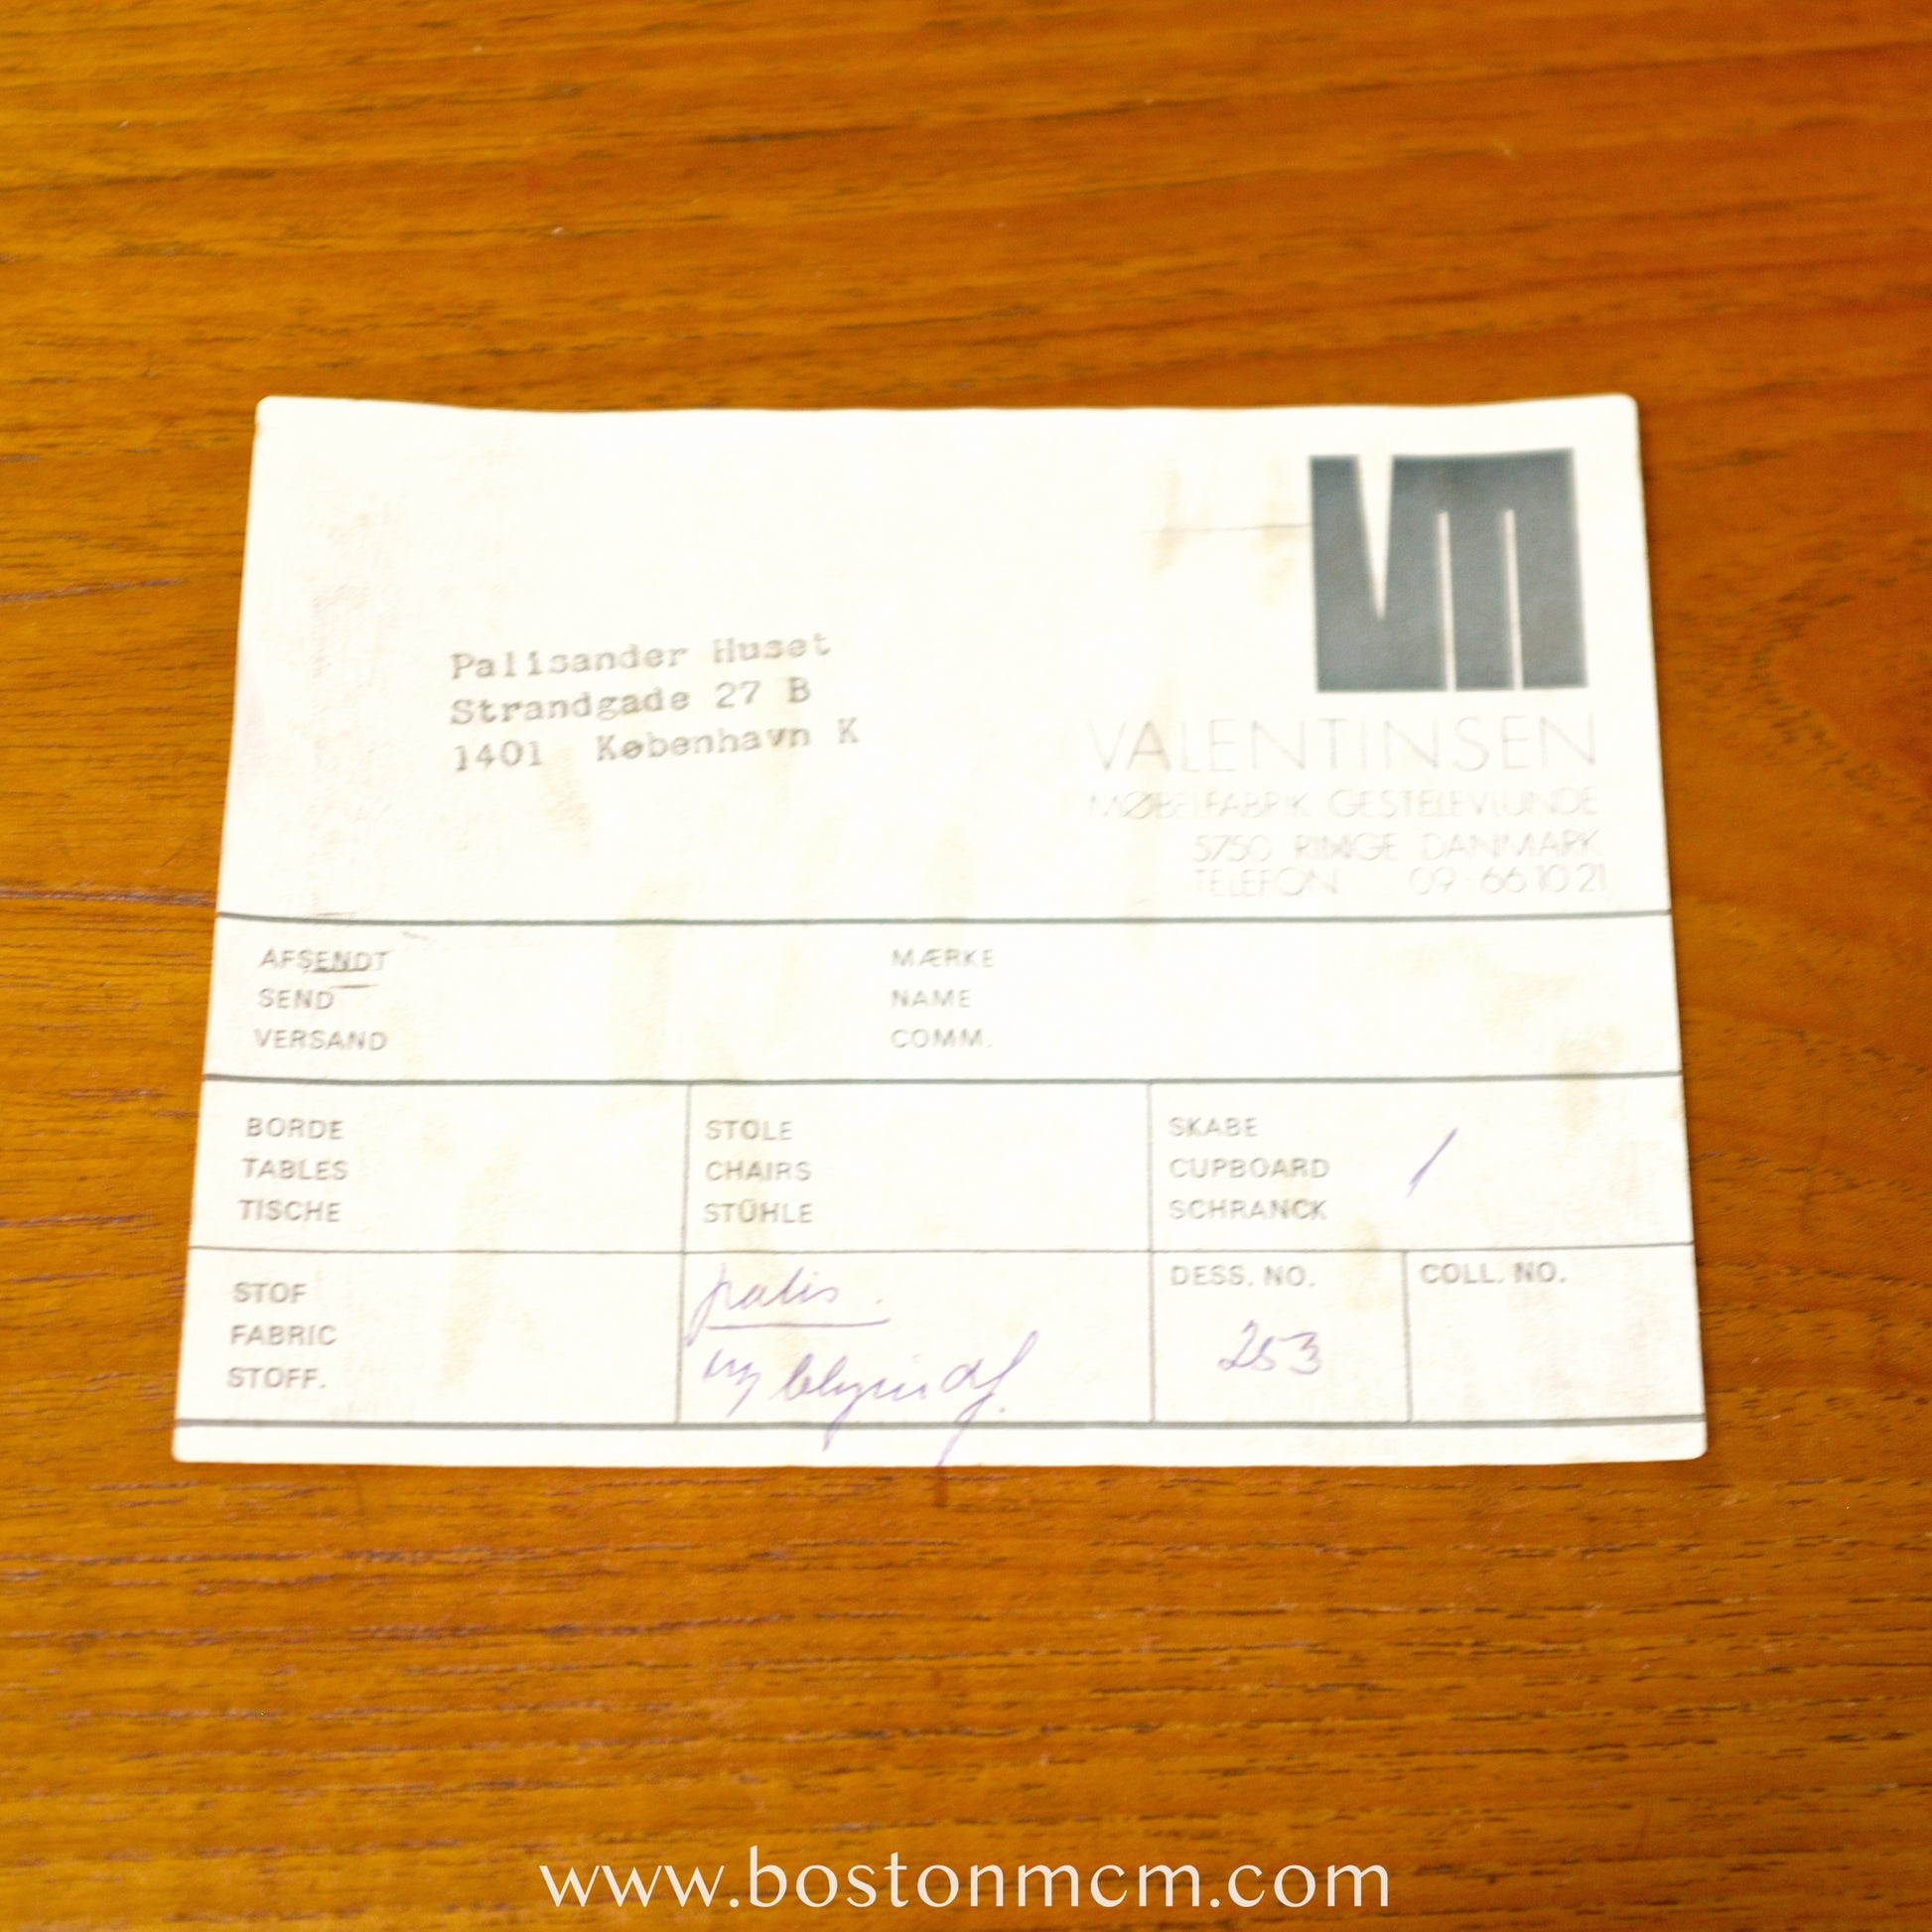 VM
Palisander Huset
Strandgade 27 B
1401 København K
VALENTINSEN
MØBELFABRIK GESTELEVLUNDE
5750 RINGE DANMARK
TELEFON 09-66 10 21
AFSENDT
SEND
VERSAND
MÆRKE
NAME
COMM.
BORDE
TABLES
TISCHE
STOLE
CHAIRS
STÜHLE
SKABE
CUPBOARD
SCHRANCK
1
STOF
FABRIC
STOFF.
palis.
DESS. NO.
253
COLL. NO.
www.bostonmcm.com